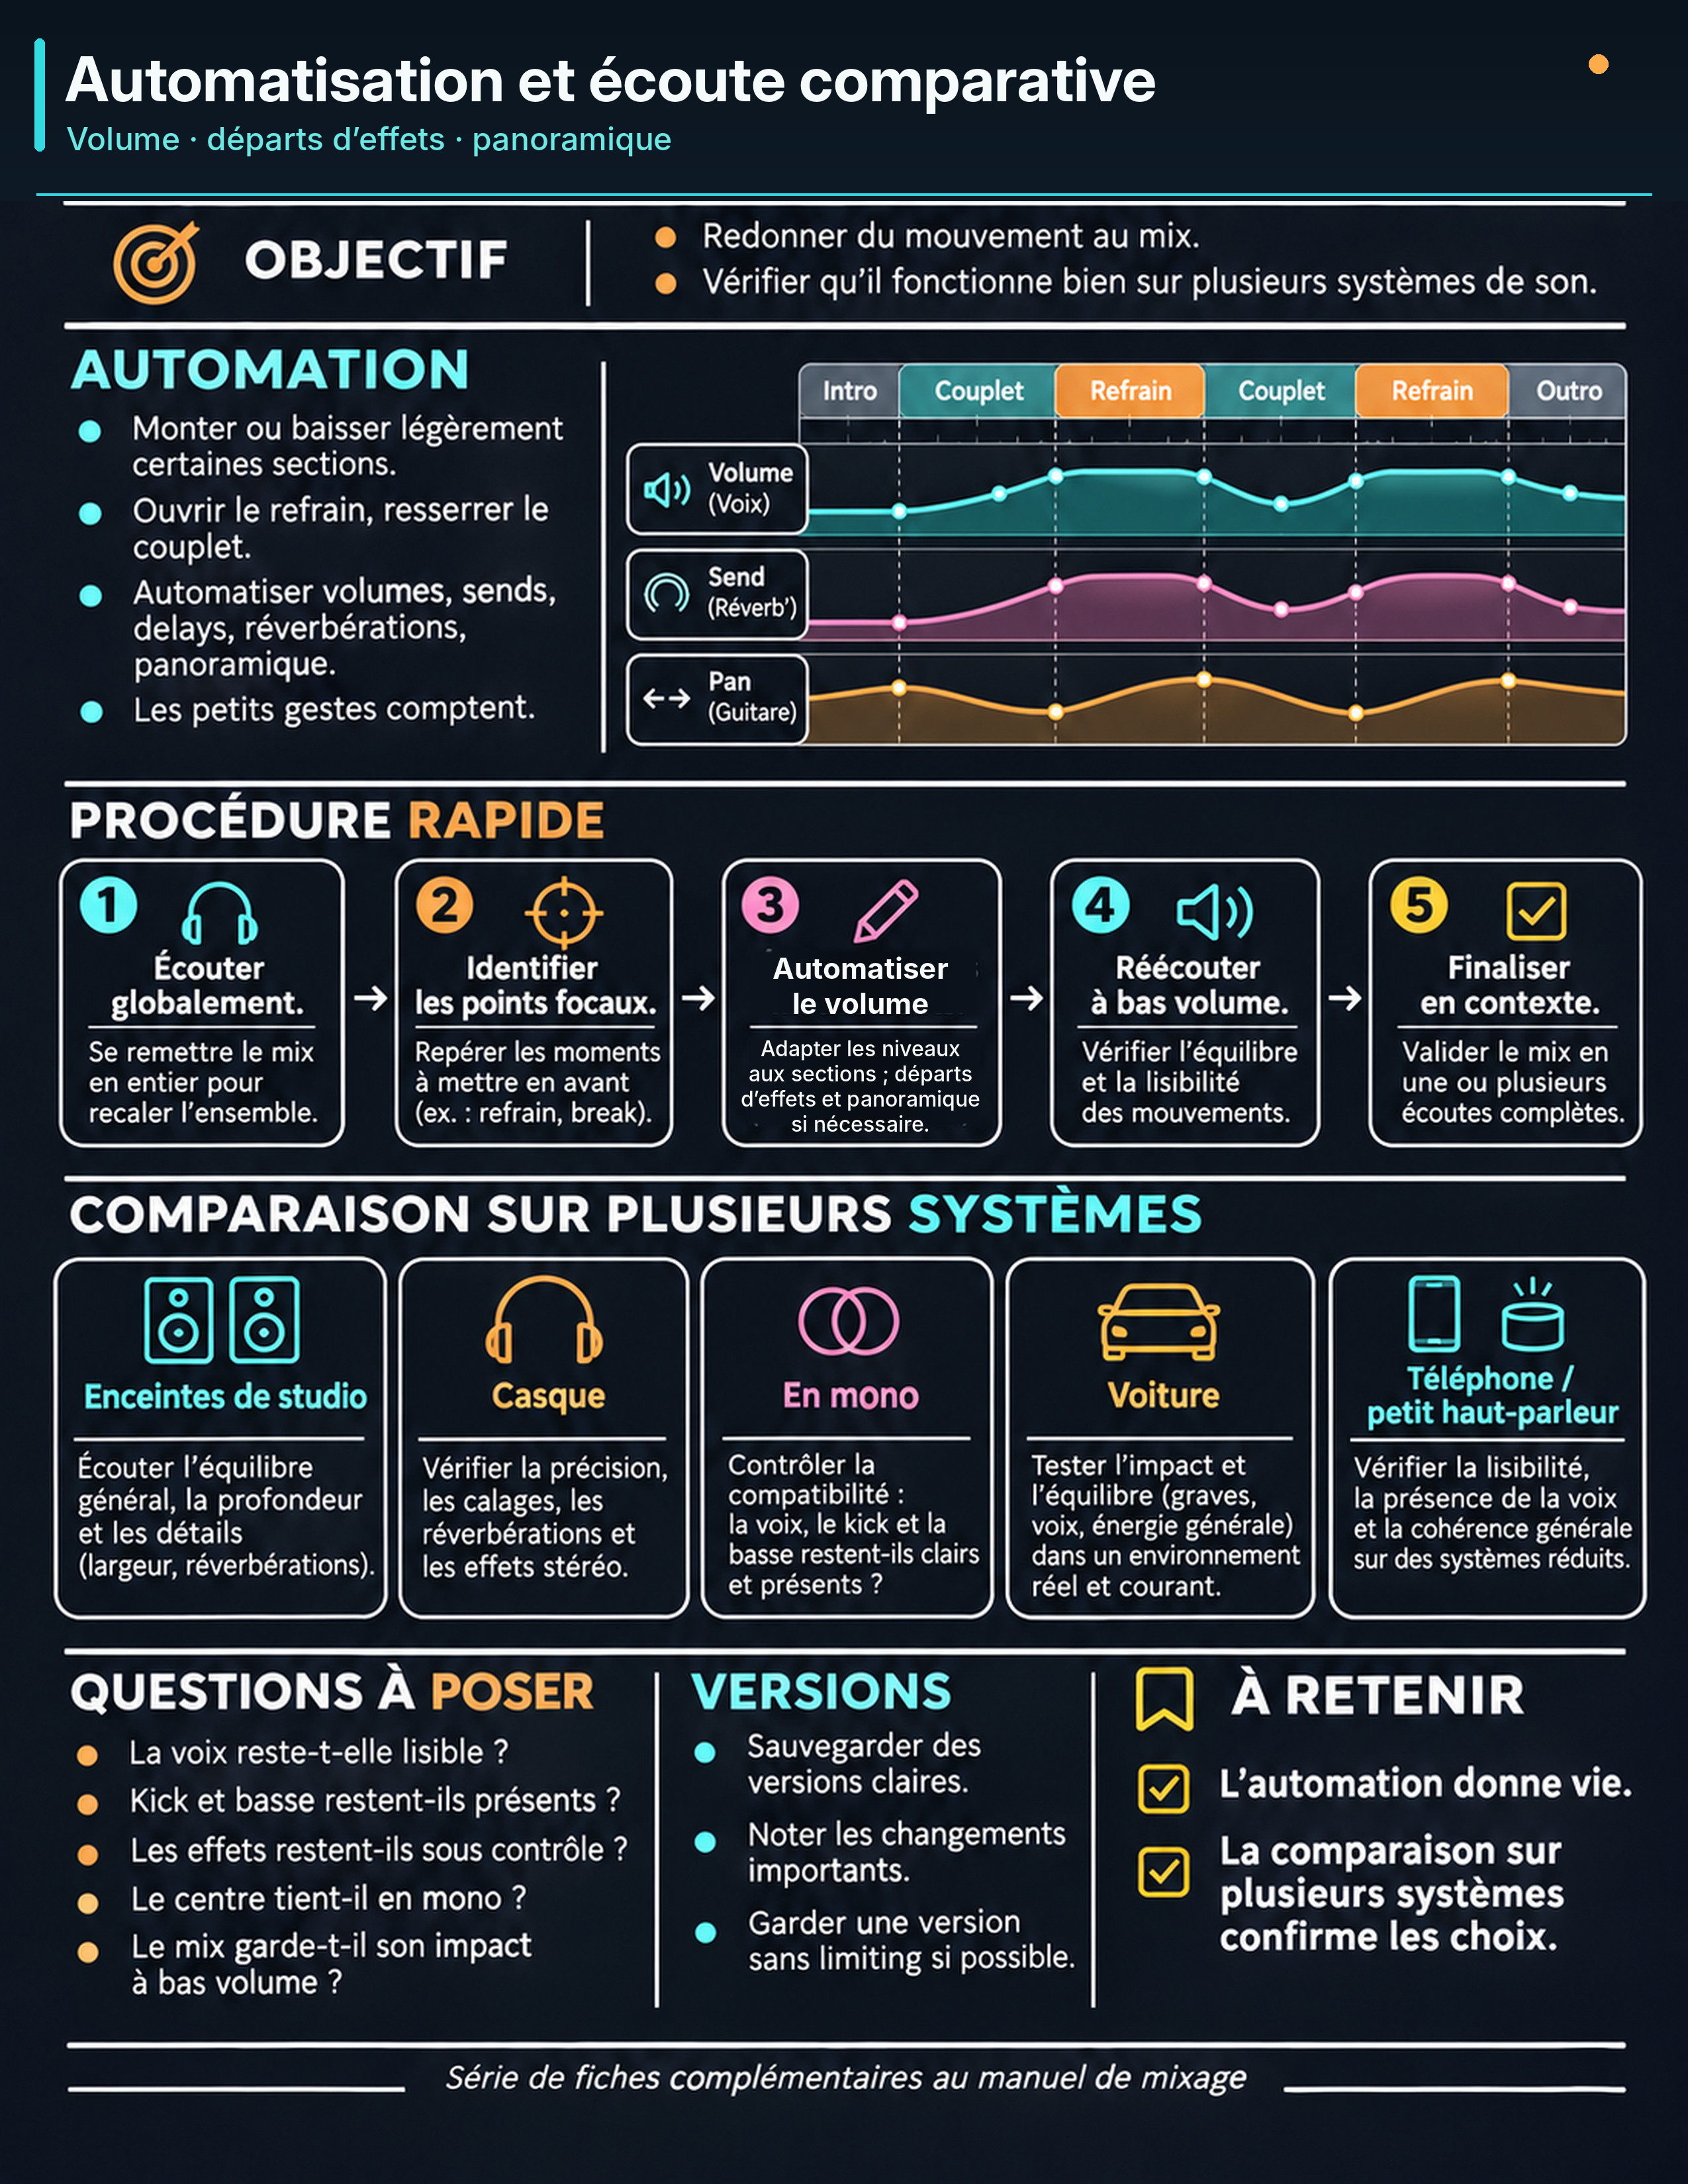 Automatisation et écoute comparative
Volume · départs d’effets · panoramique
OBJECTIF
Redonner du mouvement au mix.
Vérifier qu’il fonctionne bien sur plusieurs systèmes de son.
AUTOMATION
Monter ou baisser légèrement
certaines sections.
Ouvrir le refrain, resserrer le
couplet.
Automatiser volumes, sends,
delays, réverbérations,
panoramique.
Les petits gestes comptent.
Intro Couplet Refrain Couplet Refrain Outro
Volume
(Voix)
Send
(Réverb’)
Pan
(Guitare)
PROCÉDURE RAPIDE
1
Écouter
globalement.
Se remettre le mix
en entier pour
recaler l’ensemble.
2
Identifier
les points focaux.
Repérer les moments
à mettre en avant
(ex. : refrain, break).
3
Automatiser
le volume
Adapter les niveaux
aux sections ; départs
d’effets et panoramique
si nécessaire.
4
Réécouter
à bas volume.
Vérifier l’équilibre
et la lisibilité
des mouvements.
5
Finaliser
en contexte.
Valider le mix en
une ou plusieurs
écoutes complètes.
COMPARAISON SUR PLUSIEURS SYSTÈMES
Enceintes de studio
Écouter l’équilibre
général, la profondeur
et les détails
(largeur, réverbérations).
Casque
Vérifier la précision,
les calages, les
réverbérations et
les effets stéréo.
En mono
Contrôler la
compatibilité :
la voix, le kick et la
basse restent-ils clairs
et présents ?
Voiture
Tester l’impact et
l’équilibre (graves,
voix, énergie générale)
dans un environnement
réel et courant.
Téléphone /
petit haut-parleur
Vérifier la lisibilité,
la présence de la voix
et la cohérence générale
sur des systèmes réduits.
QUESTIONS À POSER
La voix reste-t-elle lisible ?
Kick et basse restent-ils présents ?
Les effets restent-ils sous contrôle ?
Le centre tient-il en mono ?
Le mix garde-t-il son impact
à bas volume ?
VERSIONS
Sauvegarder des
versions claires.
Noter les changements
importants.
Garder une version
sans limiting si possible.
À RETENIR
L’automation donne vie.
La comparaison sur
plusieurs systèmes
confirme les choix.
Série de fiches complémentaires au manuel de mixage